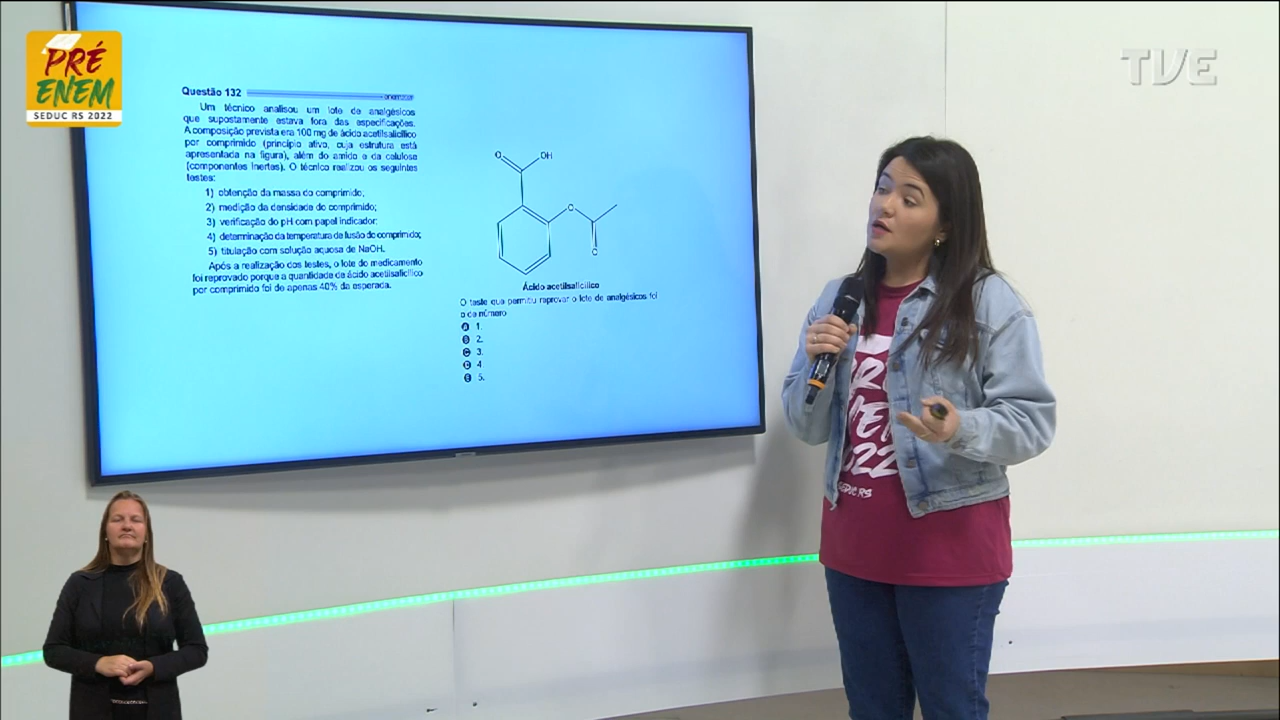 PRÉ
ENEM
SEDUC RS 2022
TVE
Questão 132
Um técnico analisou um lote de analgésicos
que supostamente estava fora das especificações.
A composição prevista era 100 mg de ácido acetilsalicílico
por comprimido (princípio ativo, cuja estrutura está
apresentada na figura), além do amido e da celulose
(componentes inertes). O técnico realizou os seguintes
testes:
1) obtenção da massa do comprimido;
2) medição da densidade do comprimido;
3) verificação do pH com papel indicador;
4) determinação da temperatura de fusão do comprimido;
5) titulação com solução aquosa de NaOH.
Após a realização dos testes, o lote do medicamento
foi reprovado porque a quantidade de ácido acetilsalicílico
por comprimido foi de apenas 40% da esperada.
O
OH
O
O
Ácido acetilsalicílico
O teste que permitiu reprovar o lote de analgésicos foi
o de número
A 1.
B 2.
C 3.
D 4
E 5.
2022
SEDUC RS